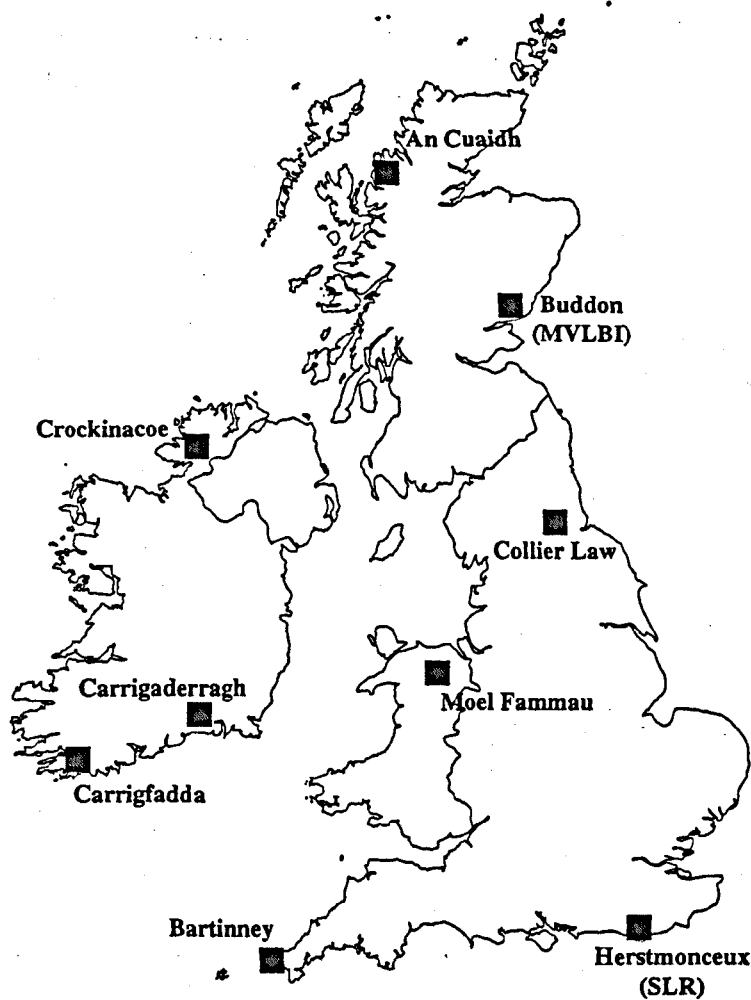 An Cuaidh
Buddon
(MVLBI)
Crockinacoe
Collier Law
Carrigaderragh
Moel Fammau
Carrigfadda
Bartinney
Herstmonceux
(SLR)